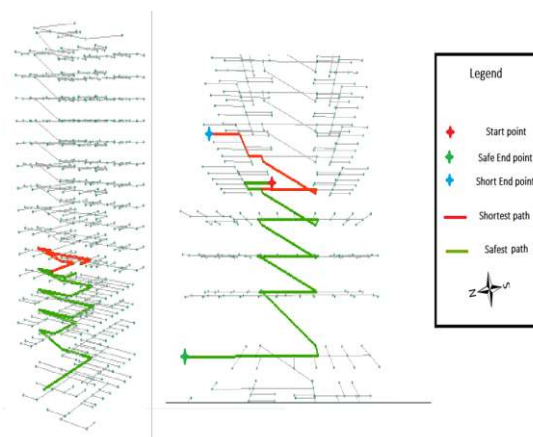 Legend
Start point
Safe End point
Short End point
Shortest path
Safest path
N S